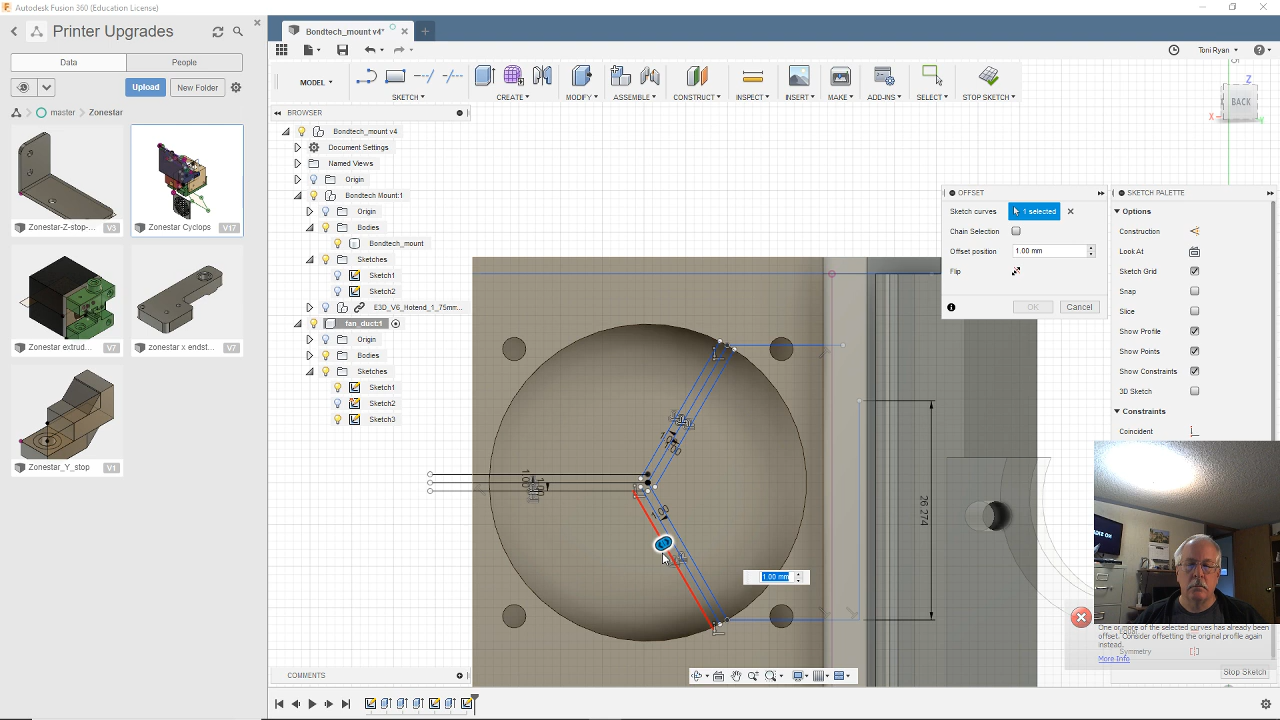 Autodesk Fusion 360 (Education License)
Printer Upgrades
Data
People
Upload
New Folder
master
Zonestar
Zonestar-Z-stop-...
V3
Zonestar Cyclops
V17
Zonestar extrud...
V7
zonestar x endst...
V7
Zonestar_Y_stop
V1
Bondtech_mount v4*
Toni Ryan
MODEL
SKETCH
CREATE
MODIFY
ASSEMBLE
CONSTRUCT
INSPECT
INSERT
MAKE
ADD-INS
SELECT
STOP SKETCH
BROWSER
Bondtech_mount v4
Document Settings
Named Views
Origin
Bondtech Mount:1
Origin
Bodies
Bondtech_mount
Sketches
Sketch1
Sketch2
E3D_V6_Hotend_1_75mm...
fan_duct:1
Origin
Bodies
Sketches
Sketch1
Sketch2
Sketch3
Z
BACK
X
Y
OFFSET
Sketch curves
1 selected
Chain Selection
Offset position
1.00 mm
Flip
OK
Cancel
SKETCH PALETTE
Options
Construction
Look At
Sketch Grid
Snap
Slice
Show Profile
Show Points
Show Constraints
3D Sketch
Constraints
Coincident
26.274
1.00 mm
One or more of the selected curves has already been
offset. Consider offsetting the original profile again
instead.
More Info
Symmetry
Stop Sketch
COMMENTS